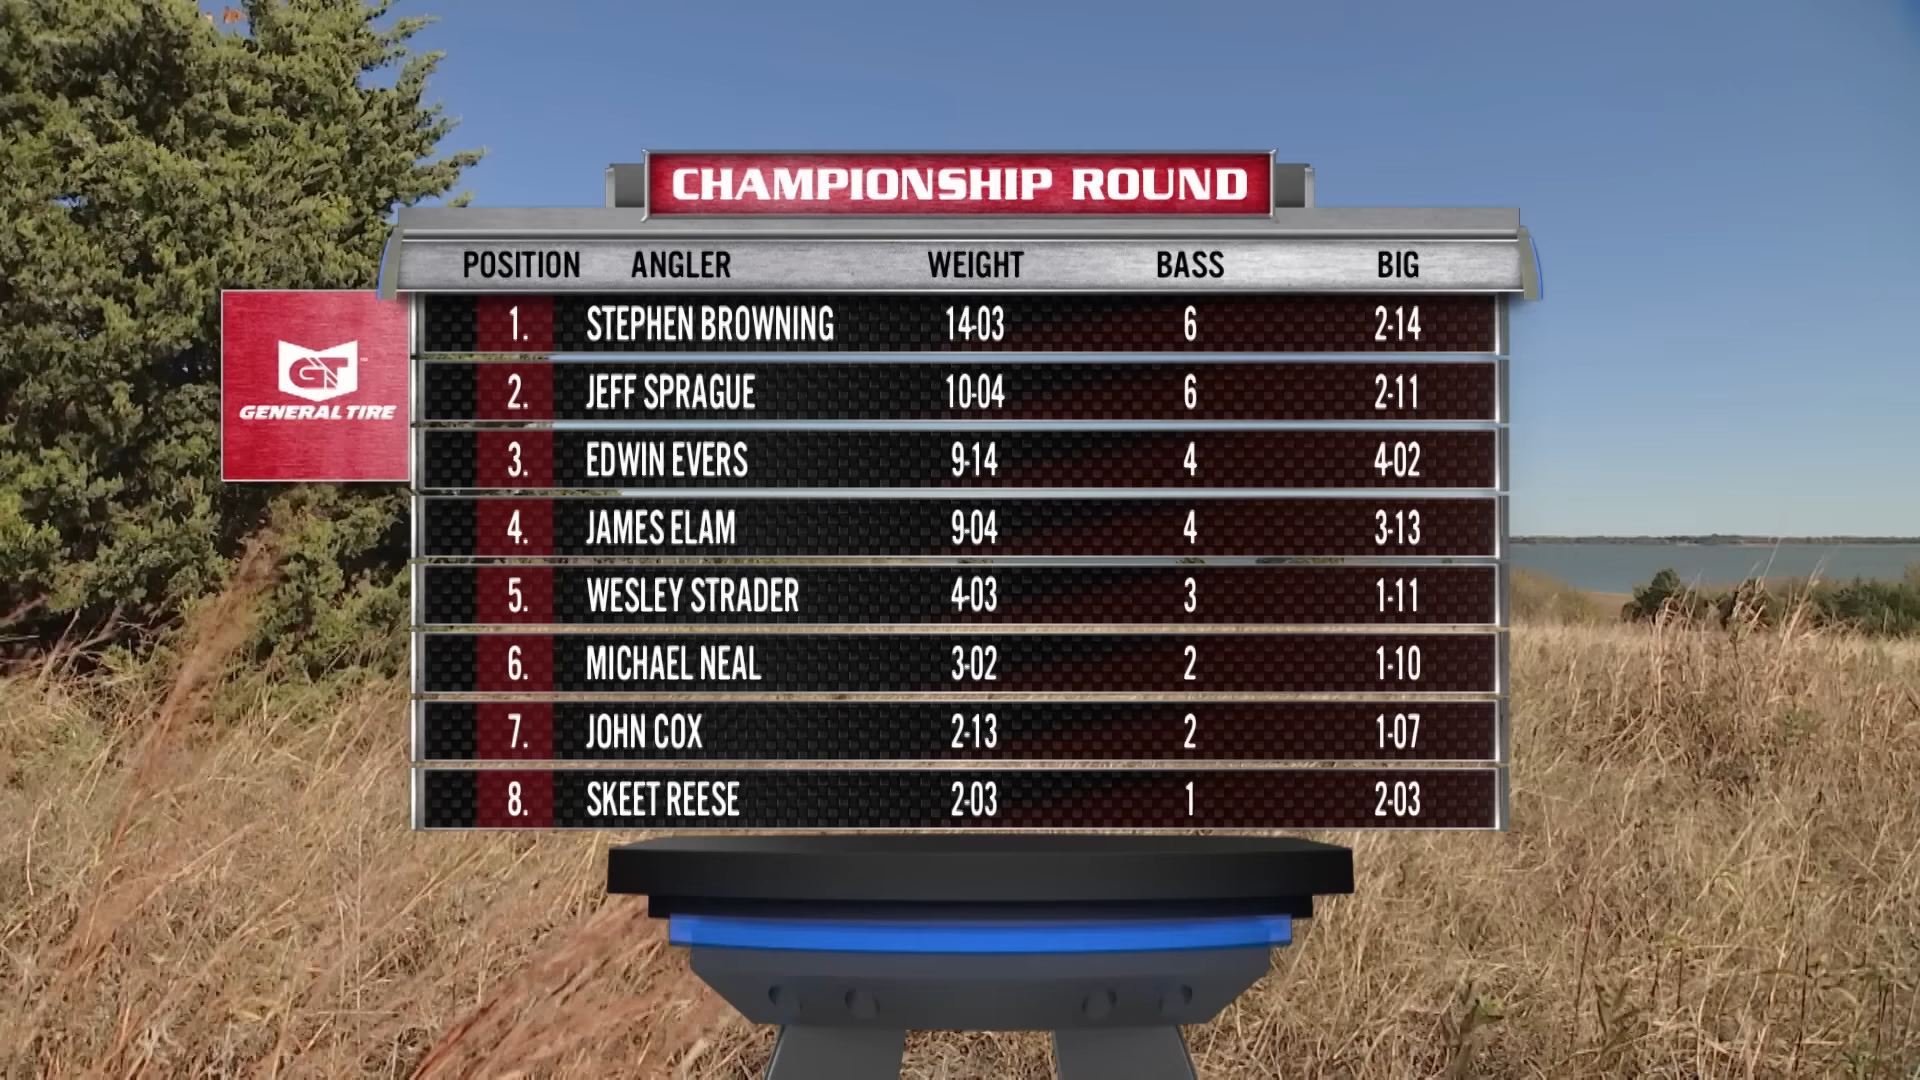 CHAMPIONSHIP ROUND
POSITION ANGLER WEIGHT BASS BIG
1. STEPHEN BROWNING 14-03 6 2-14
2. JEFF SPRAGUE 10-04 6 2-11
3. EDWIN EVERS 9-14 4 4-02
4. JAMES ELAM 9-04 4 3-13
5. WESLEY STRADER 4-03 3 1-11
6. MICHAEL NEAL 3-02 2 1-10
7. JOHN COX 2-13 2 1-07
8. SKEET REESE 2-03 1 2-03
GT ™
GENERAL TIRE